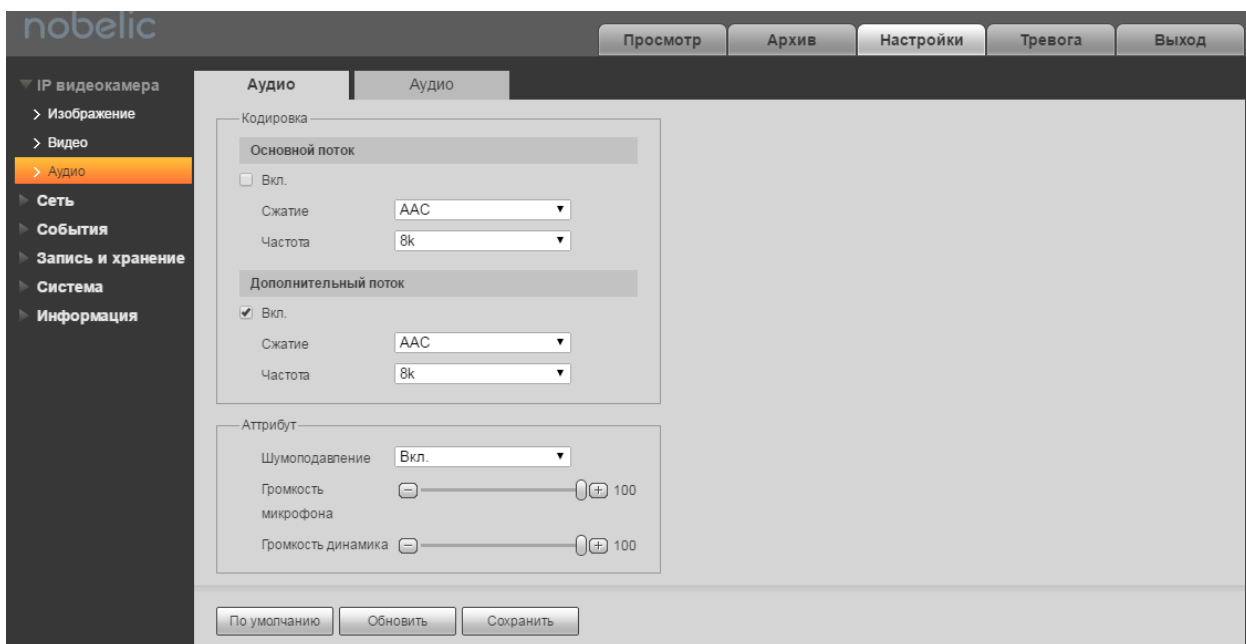 nobelic
Просмотр Архив Настройки Тревога Выход
IP видеокамера
Изображение
Видео
Аудио
Сеть
События
Запись и хранение
Система
Информация
Аудио Аудио
Кодировка
Основной поток
Вкл.
Сжатие AAC
Частота 8k
Дополнительный поток
Вкл.
Сжатие AAC
Частота 8k
Аттрибут
Шумоподавление Вкл.
Громкость микрофона 100
Громкость динамика 100
По умолчанию Обновить Сохранить